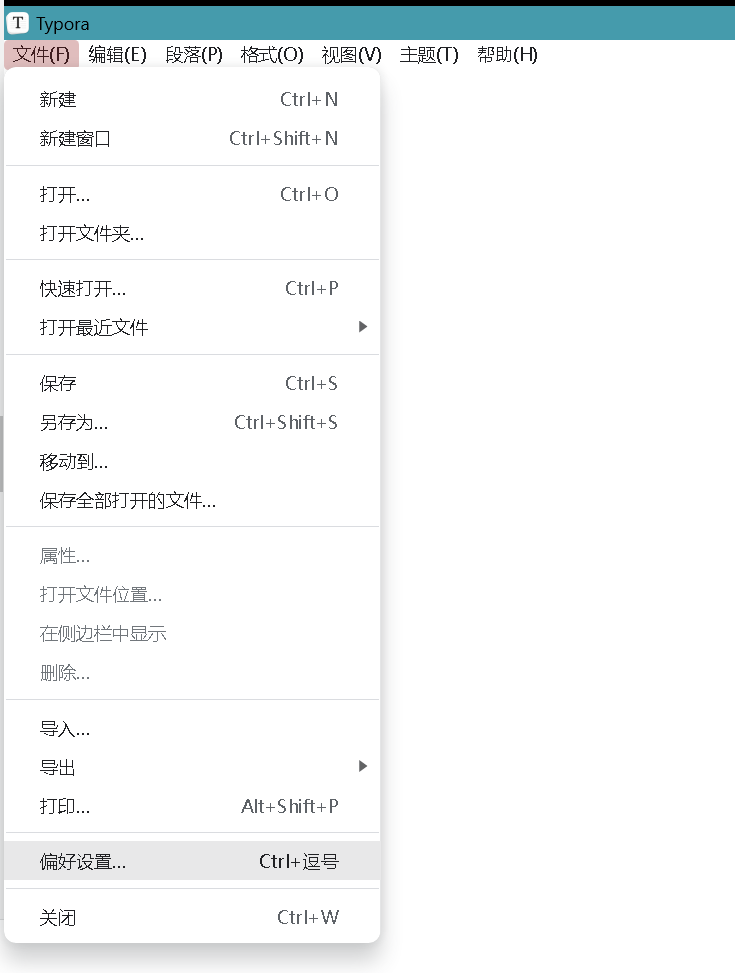 T Typora
文件(F) 编辑(E) 段落(P) 格式(O) 视图(V) 主题(T) 帮助(H)
新建 Ctrl+N
新建窗口 Ctrl+Shift+N
打开... Ctrl+O
打开文件夹...
快速打开... Ctrl+P
打开最近文件
保存 Ctrl+S
另存为... Ctrl+Shift+S
移动到...
保存全部打开的文件...
属性...
打开文件位置...
在侧边栏中显示
删除...
导入...
导出
打印... Alt+Shift+P
偏好设置... Ctrl+逗号
关闭 Ctrl+W